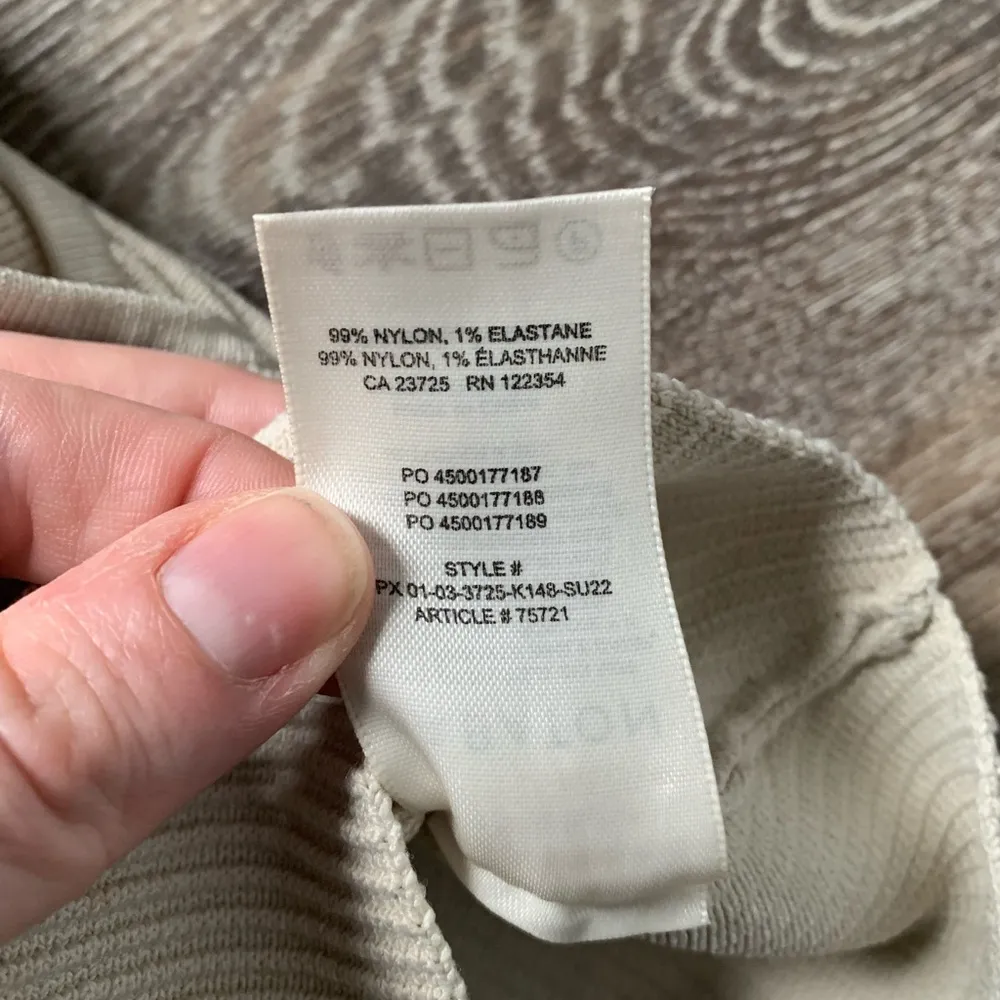 99% NYLON, 1% ELASTANE
99% NYLON, 1% ÉLASTHANNE
CA 23725 RN 122354
PO 4500177187
PO 4500177188
PO 4500177189
STYLE #
PX 01-03-3725-K148-SU22
ARTICLE # 75721